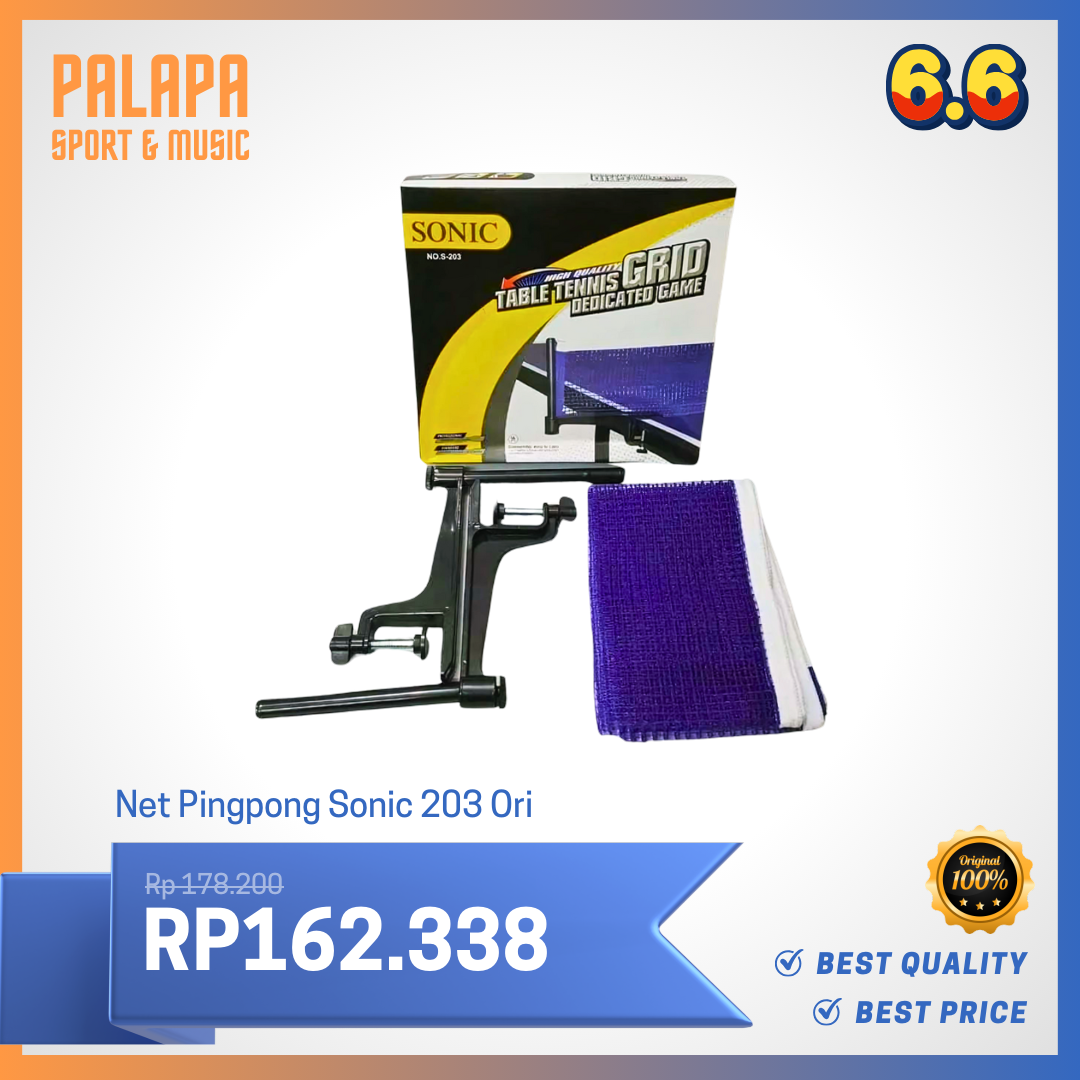 PALAPA
SPORT & MUSIC
6.6
SONIC
NO.S-203
HIGH QUALITY GRID
TABLE TENNIS
DEDICATED GAME
Net Pingpong Sonic 203 Ori
Rp 178.200
RP162.338
Original
100%
BEST QUALITY
BEST PRICE